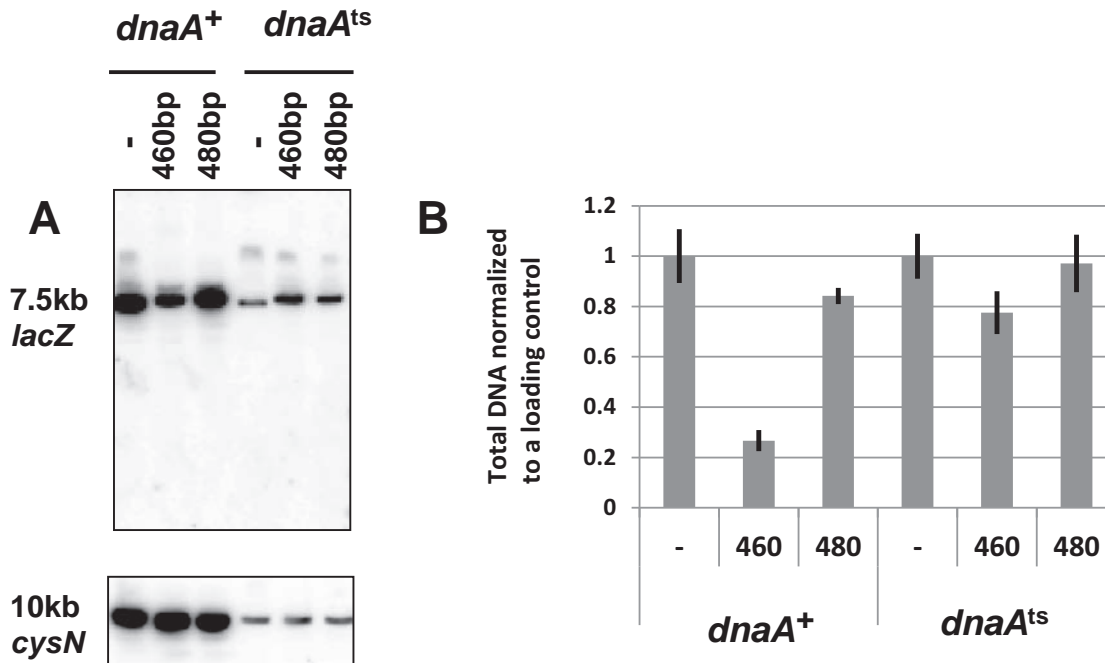 dnaA+ dnaAts
- 460bp 480bp - 460bp 480bp
A
7.5kb
lacZ
10kb
cysN
B
Total DNA normalized
to a loading control
1.2
1
0.8
0.6
0.4
0.2
0
- 460 480 - 460 480
dnaA+ dnaAts